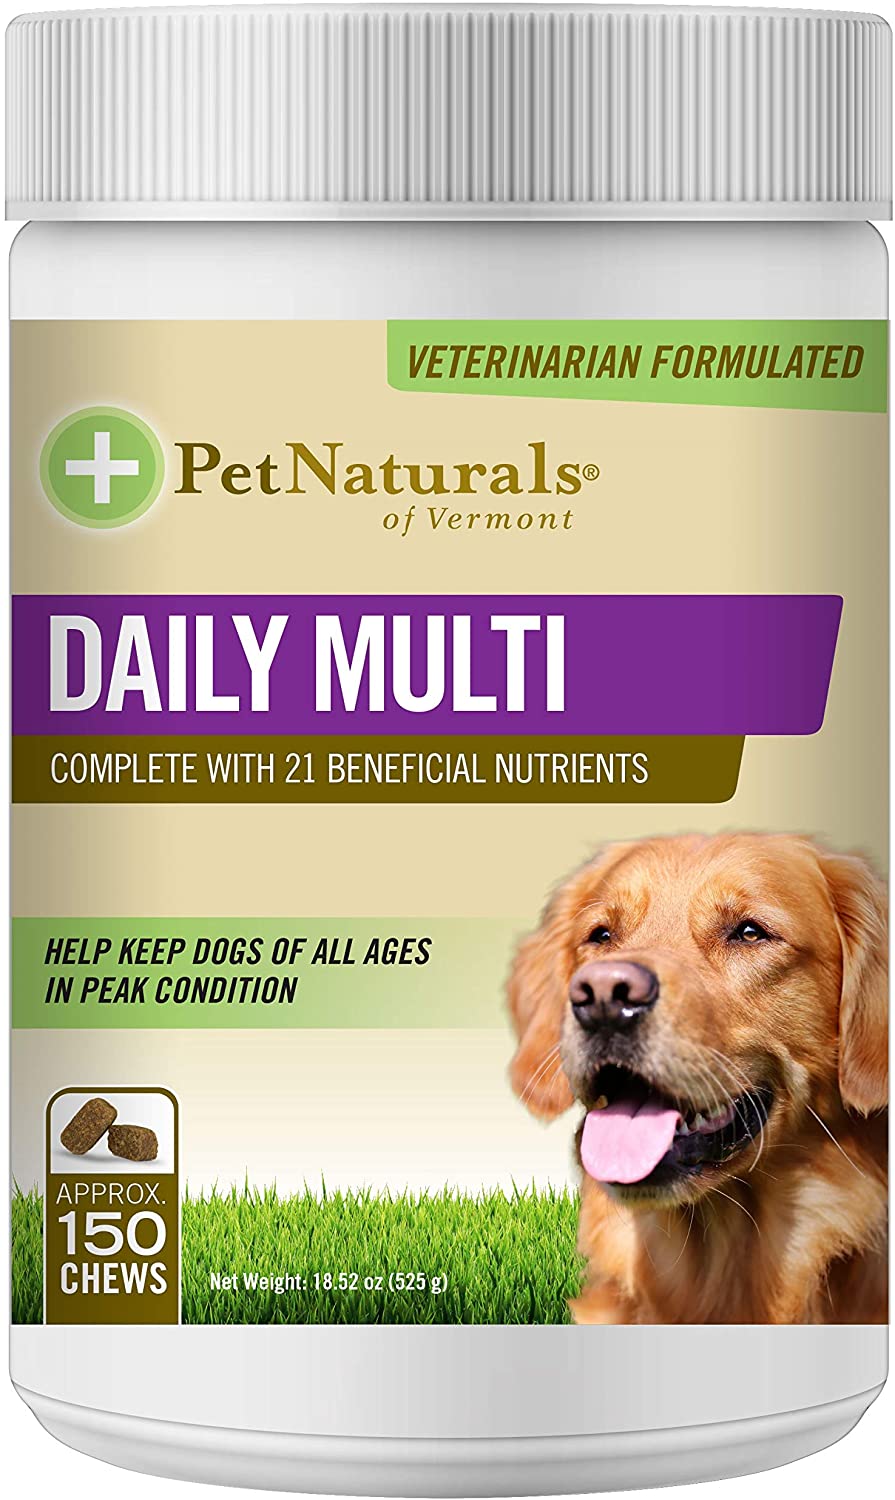 VETERINARIAN FORMULATED
PetNaturals®
of Vermont
DAILY MULTI
COMPLETE WITH 21 BENEFICIAL NUTRIENTS
HELP KEEP DOGS OF ALL AGES
IN PEAK CONDITION
APPROX.
150
CHEWS
Net Weight: 18.52 oz (525 g)